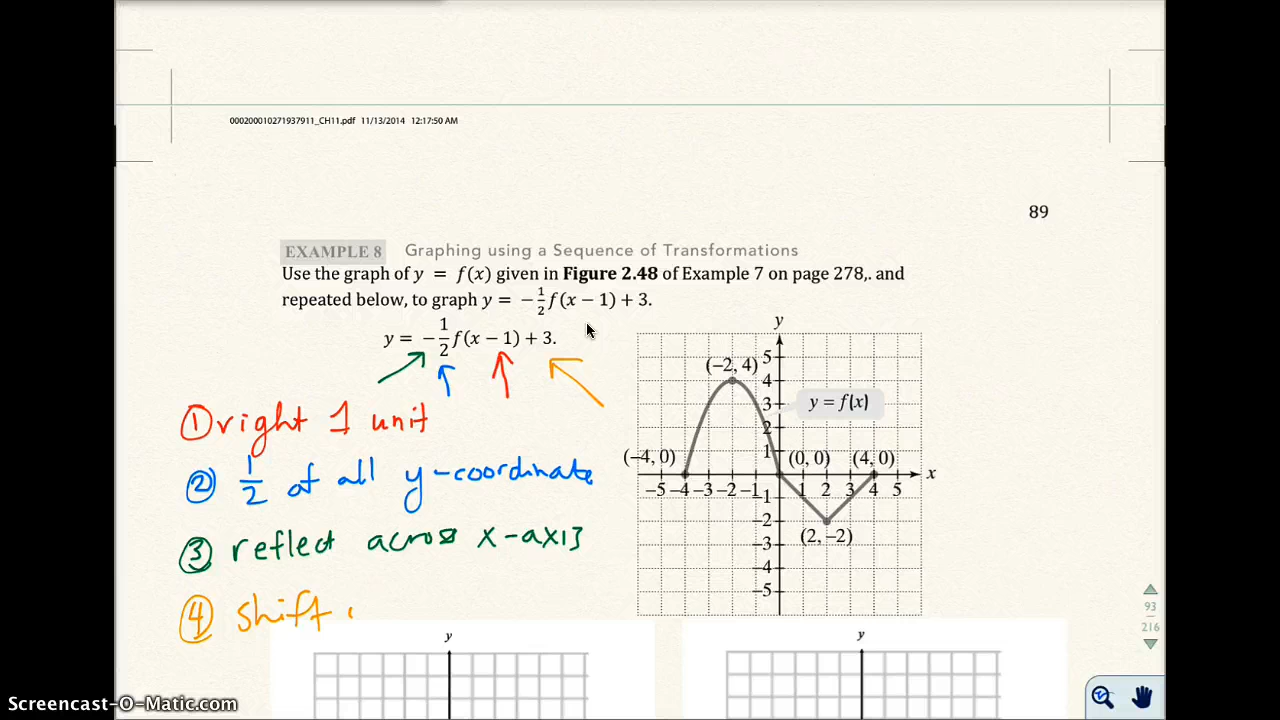 000200010271937911_CH11.pdf 11/13/2014 12:17:50 AM
89
EXAMPLE 8 Graphing using a Sequence of Transformations
Use the graph of y = f(x) given in Figure 2.48 of Example 7 on page 278,. and
repeated below, to graph y = −1/2 f(x − 1) + 3.
y = −1/2 f(x − 1) + 3.
① right 1 unit
② 1/2 of all y-coordinate
③ reflect across x-axis
④ shift
y
(−2, 4)
5
4
3
2
1
y = f(x)
(−4, 0)
(0, 0)
(4, 0)
x
−5 −4 −3 −2 −1 1 2 3 4 5
−1
−2
−3
−4
−5
(2, −2)
y
y
93
216
Screencast-O-Matic.com